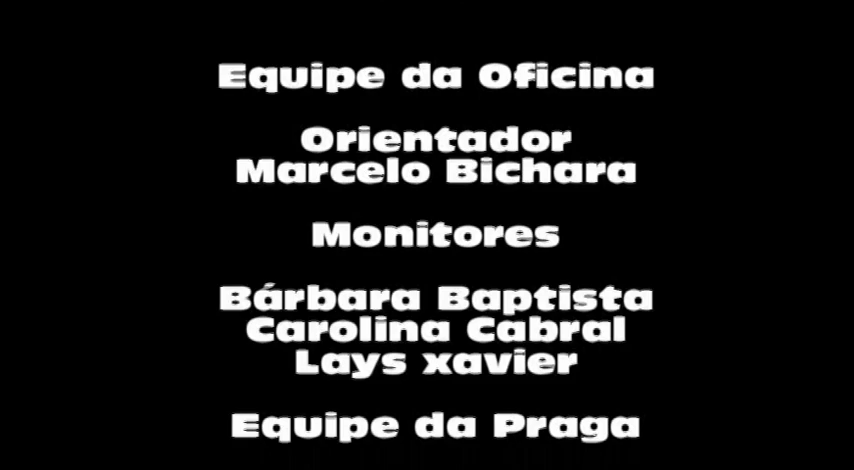 Equipe da Oficina
Orientador
Marcelo Bichara
Monitores
Bárbara Baptista
Carolina Cabral
Lays xavier
Equipe da Praga